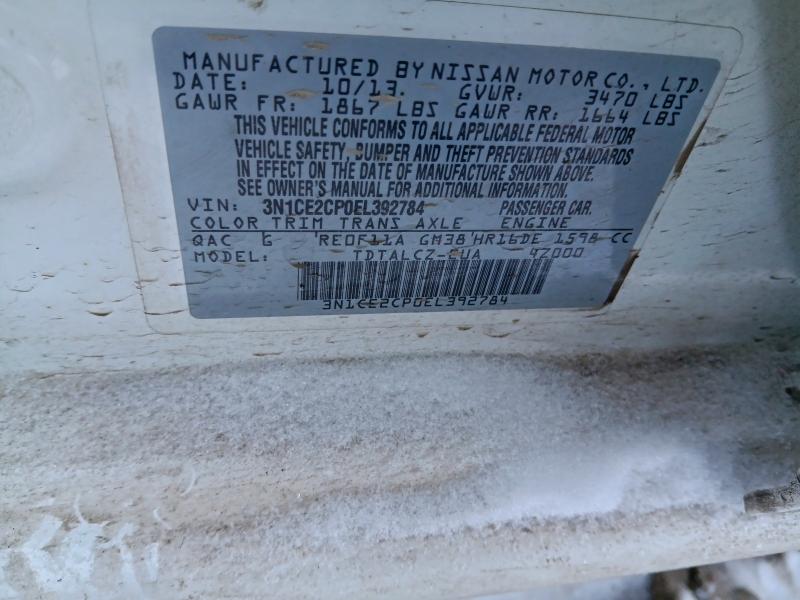 MANUFACTURED BY NISSAN MOTOR CO., LTD.
DATE: 10/13. GVWR: 3470 LBS
GAWR FR: 1867 LBS GAWR RR: 1664 LBS
THIS VEHICLE CONFORMS TO ALL APPLICABLE FEDERAL MOTOR
VEHICLE SAFETY, BUMPER AND THEFT PREVENTION STANDARDS
IN EFFECT ON THE DATE OF MANUFACTURE SHOWN ABOVE.
SEE OWNER'S MANUAL FOR ADDITIONAL INFORMATION.
VIN: 3N1CE2CP0EL392784 PASSENGER CAR.
COLOR TRIM TRANS AXLE ENGINE
QAC G RE0F11A GM38 HR16DE 1598 CC
MODEL: TDTALCZ-EUA 4Z000
3N1CE2CP0EL392784